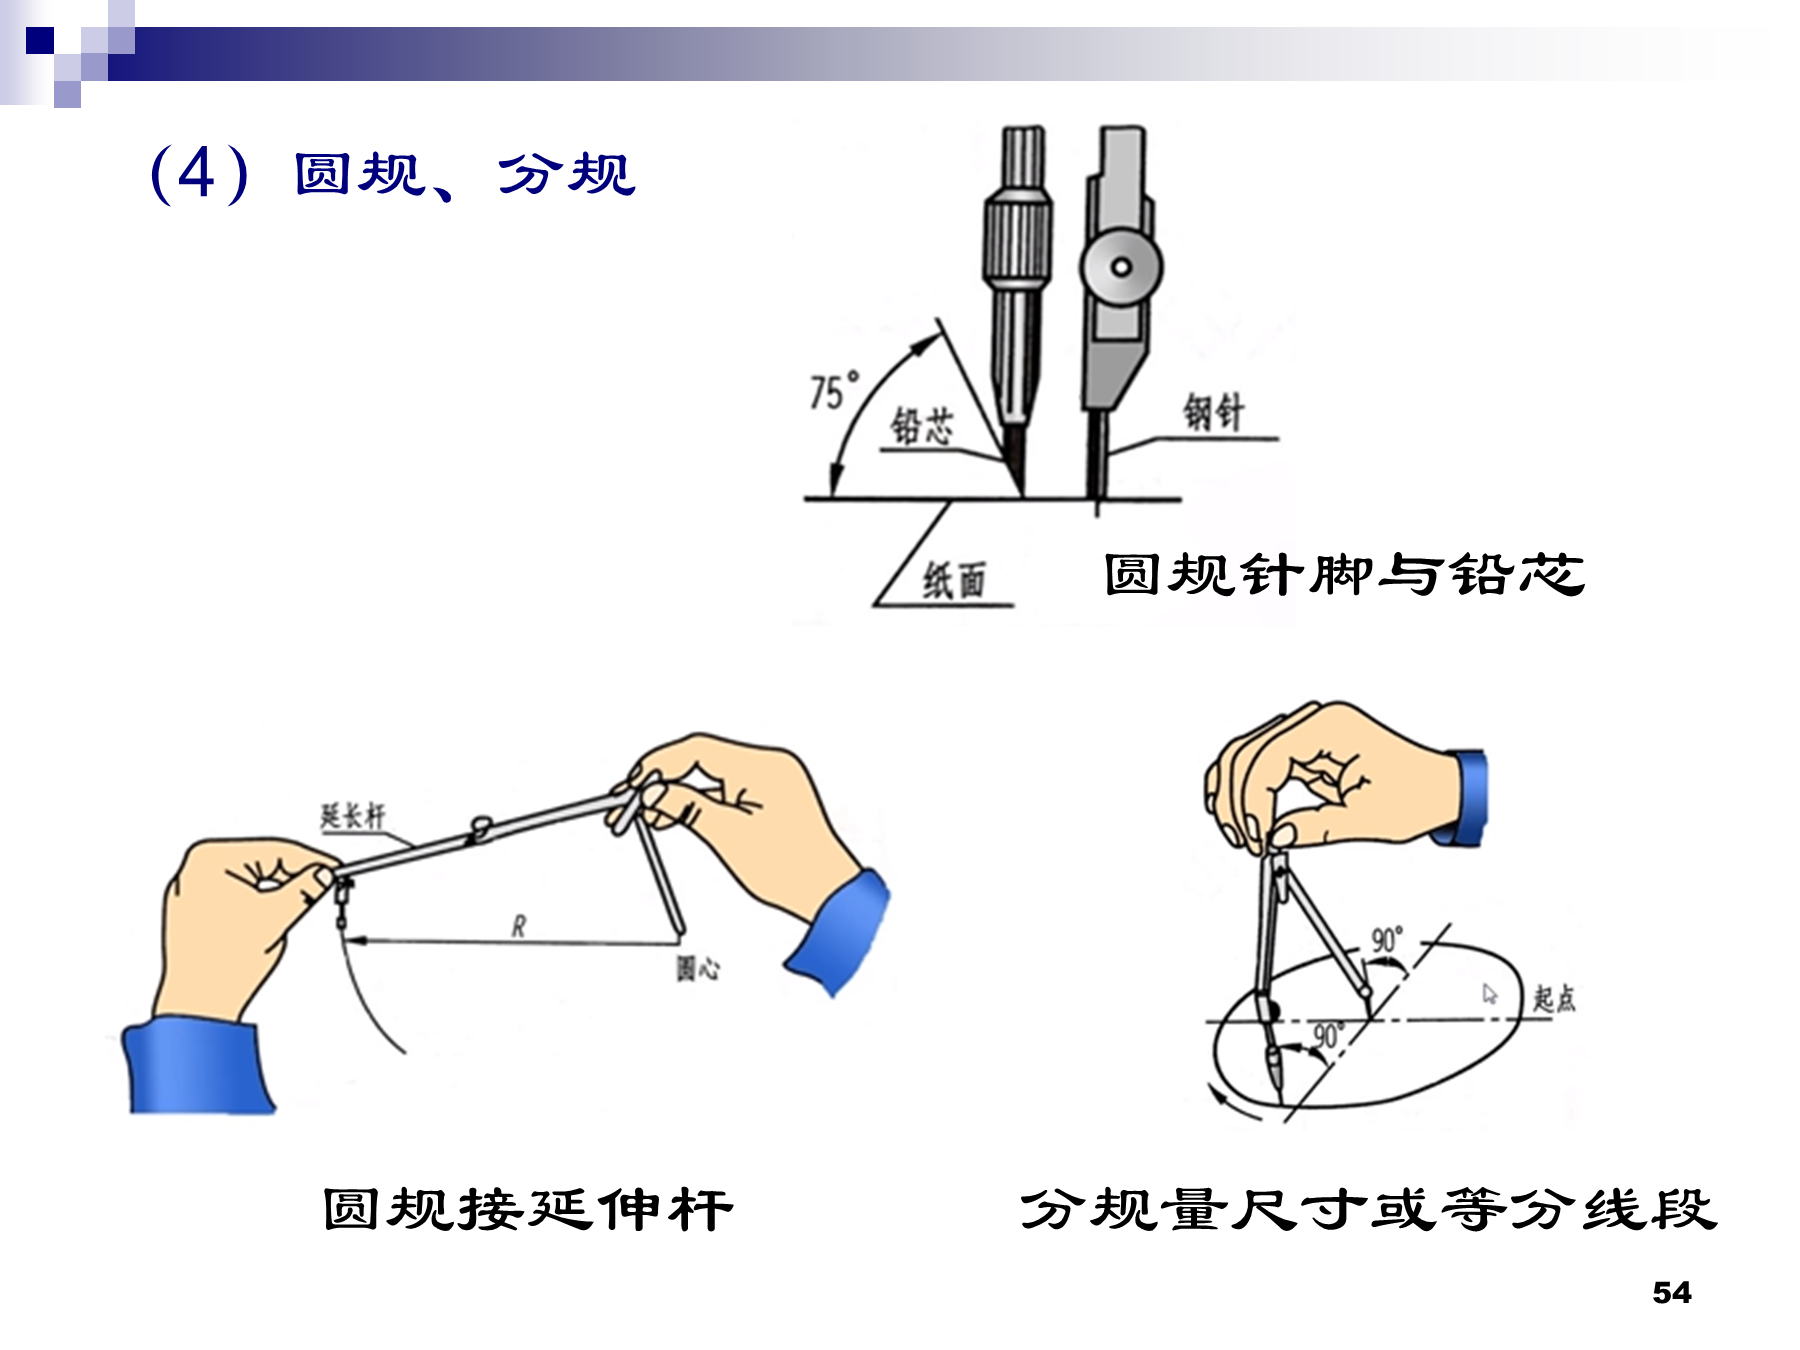 (4) 圆规、分规
75°
铅芯
钢针
纸面
圆规针脚与铅芯
延长杆
R
圆心
90°
起点
90°
圆规接延伸杆
分规量尺寸或等分线段
54